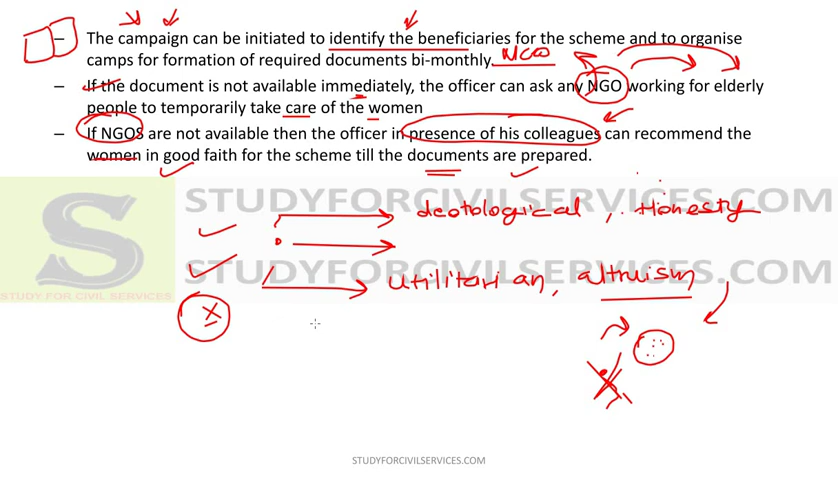 – The campaign can be initiated to identify the beneficiaries for the scheme and to organise
camps for formation of required documents bi-monthly. NGO
– If the document is not available immediately, the officer can ask any NGO working for elderly
people to temporarily take care of the women
– If NGOS are not available then the officer in presence of his colleagues can recommend the
women in good faith for the scheme till the documents are prepared.
STUDYFORCIVILSERVICES.COM
deotological, Honesty
STUDYFORCIVILSERVICES.COM
utilitarian, altruism
STUDY FOR CIVIL SERVICES
STUDYFORCIVILSERVICES.COM